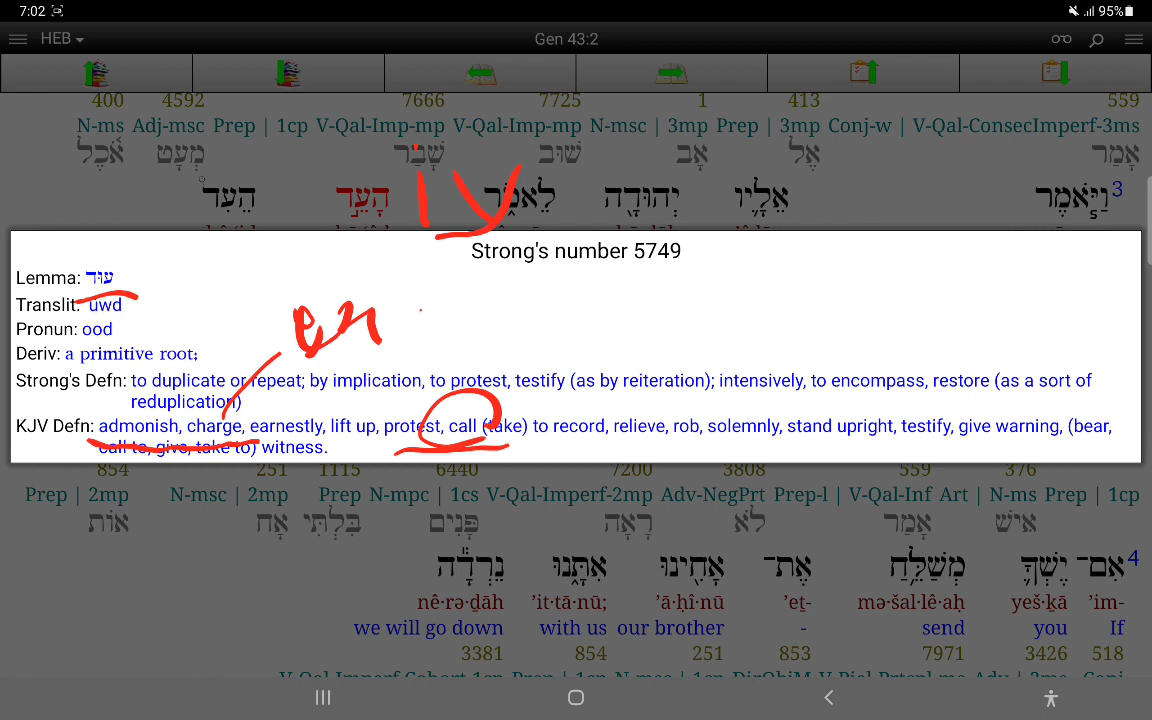 7:02 95%
HEB Gen 43:2
400 4592 7666 7725 1 413 559
N-ms Adj-msc Prep | 1cp V-Qal-Imp-mp V-Qal-Imp-mp N-msc | 3mp Prep | 3mp Conj-w | V-Qal-ConsecImperf-3ms
אָמַר אֶל אָב שׁוּב שָׁבַר מְעָט אֹכֶל
3 וַיֹּ֧אמֶר אֵלָ֛יו יְהוּדָ֖ה לֵאמֹ֑ר הָעֵ֣ד הֵעִד֩
Strong's number 5749
Lemma: עוּד
Translit: ʻuwd
Pronun: ood
Deriv: a primitive root;
Strong's Defn: to duplicate or repeat; by implication, to protest, testify (as by reiteration); intensively, to encompass, restore (as a sort of
reduplication)
KJV Defn: admonish, charge, earnestly, lift up, protest, call (take) to record, relieve, rob, solemnly, stand upright, testify, give warning, (bear,
call to, give, take to) witness.
854 251 1115 6440 7200 3808 559 376
Prep | 2mp N-msc | 2mp Prep N-mpc | 1cs V-Qal-Imperf-2mp Adv-NegPrt Prep-l | V-Qal-Inf Art | N-ms Prep | 1cp
אִישׁ אָמַר לֹא רָאָה פָּנִים בִּלְתִּי אָח אוֹת
4 אִם־ יֶשְׁךָ֛ מְשַׁלֵּ֥חַ אֶת־ אָחִ֖ינוּ אִתָּ֑נוּ נֵרְדָ֕ה
nê·rə·ḏāh ’it·tā·nū; ’ā·ḥî·nū ’eṯ- mə·šal·lê·aḥ yeš·ḵā ’im-
we will go down with us our brother - send you If
3381 854 251 853 7971 3426 518